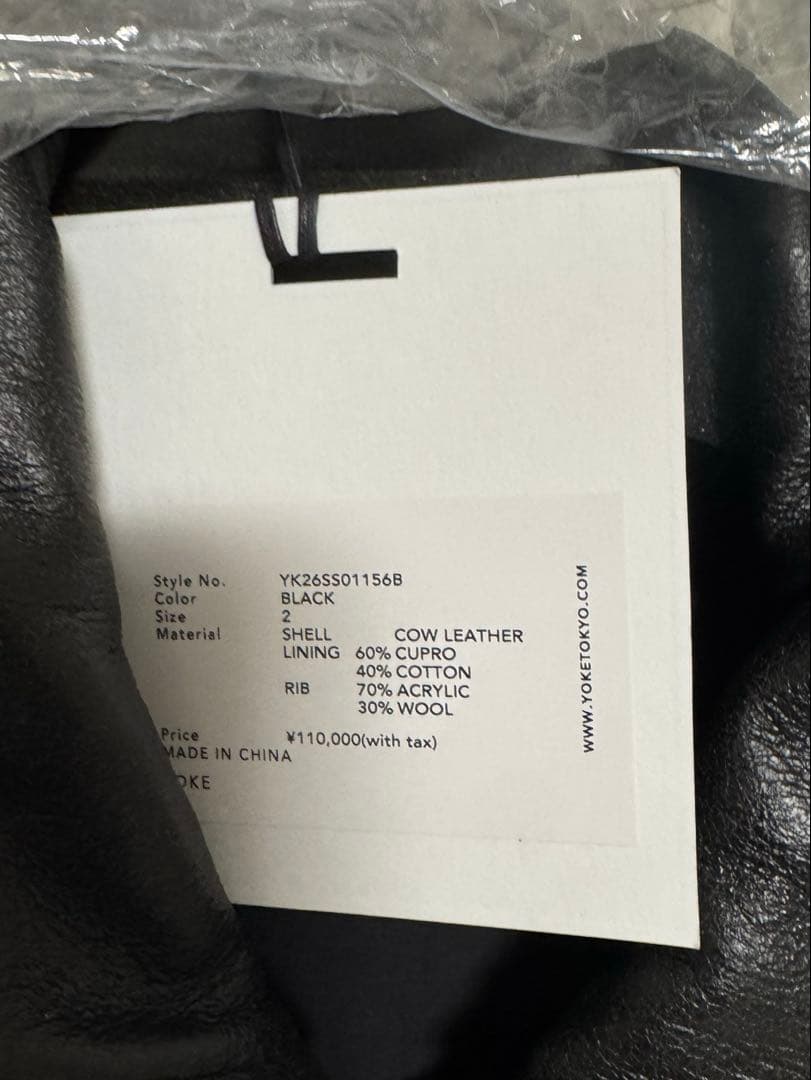 Style No. YK26SS01156B
Color BLACK
Size 2
Material SHELL COW LEATHER
LINING 60% CUPRO
40% COTTON
RIB 70% ACRYLIC
30% WOOL
Price ¥110,000(with tax)
MADE IN CHINA
OKE
WWW.YOKETOKYO.COM